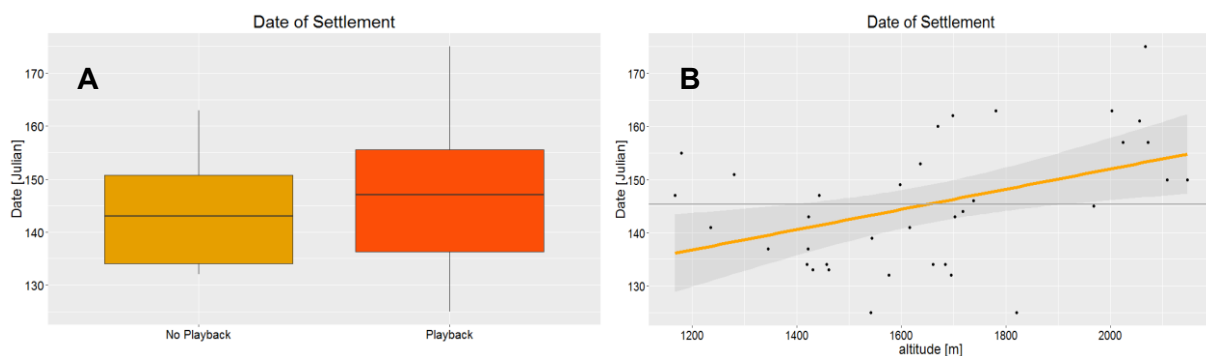 Date of Settlement
A
Date [Julian]
170
160
150
140
130
No Playback Playback
Date of Settlement
B
Date [Julian]
170
160
150
140
130
1200 1400 1600 1800 2000
altitude [m]